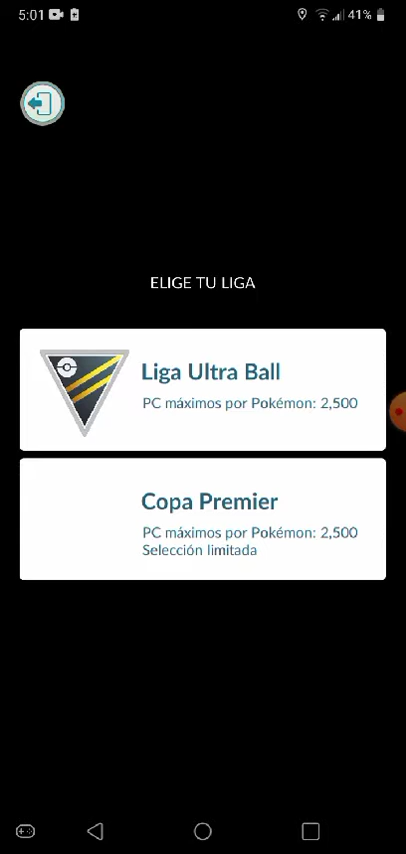 5:01 41%
ELIGE TU LIGA
Liga Ultra Ball
PC máximos por Pokémon: 2,500
Copa Premier
PC máximos por Pokémon: 2,500
Selección limitada